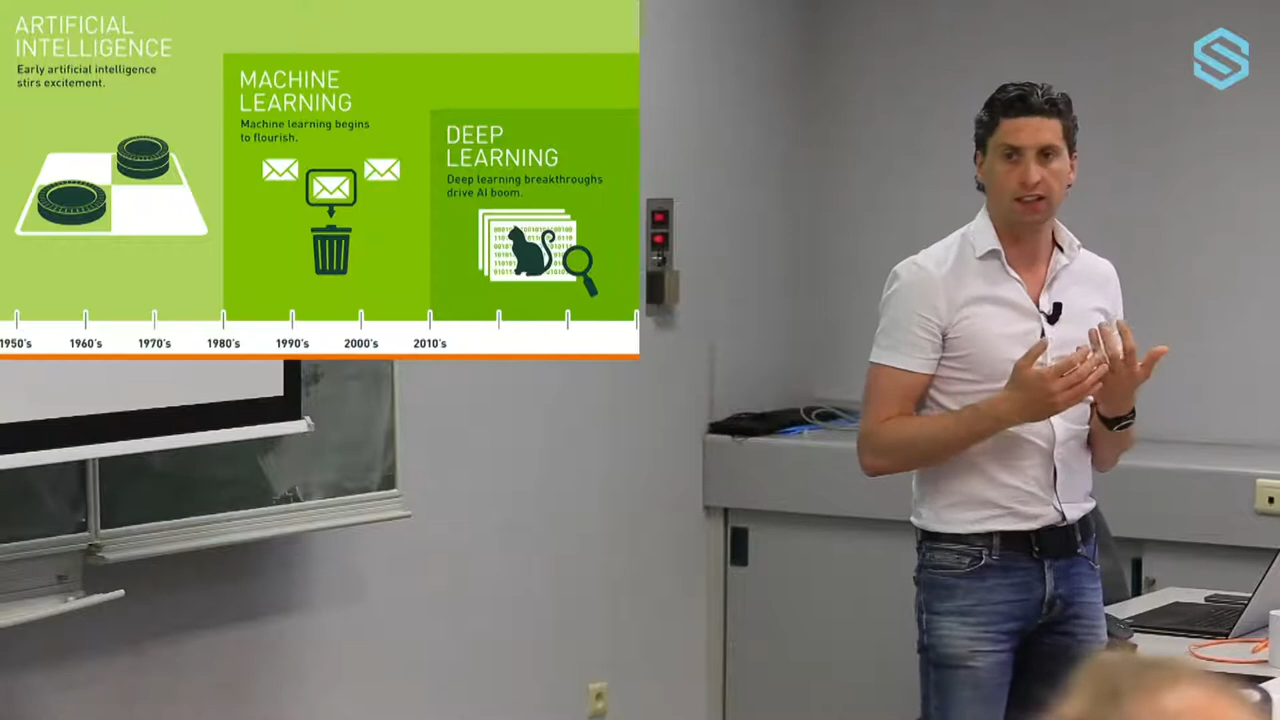 ARTIFICIAL
INTELLIGENCE
Early artificial intelligence
stirs excitement.
MACHINE
LEARNING
Machine learning begins
to flourish.
DEEP
LEARNING
Deep learning breakthroughs
drive AI boom.
1950's 1960's 1970's 1980's 1990's 2000's 2010's